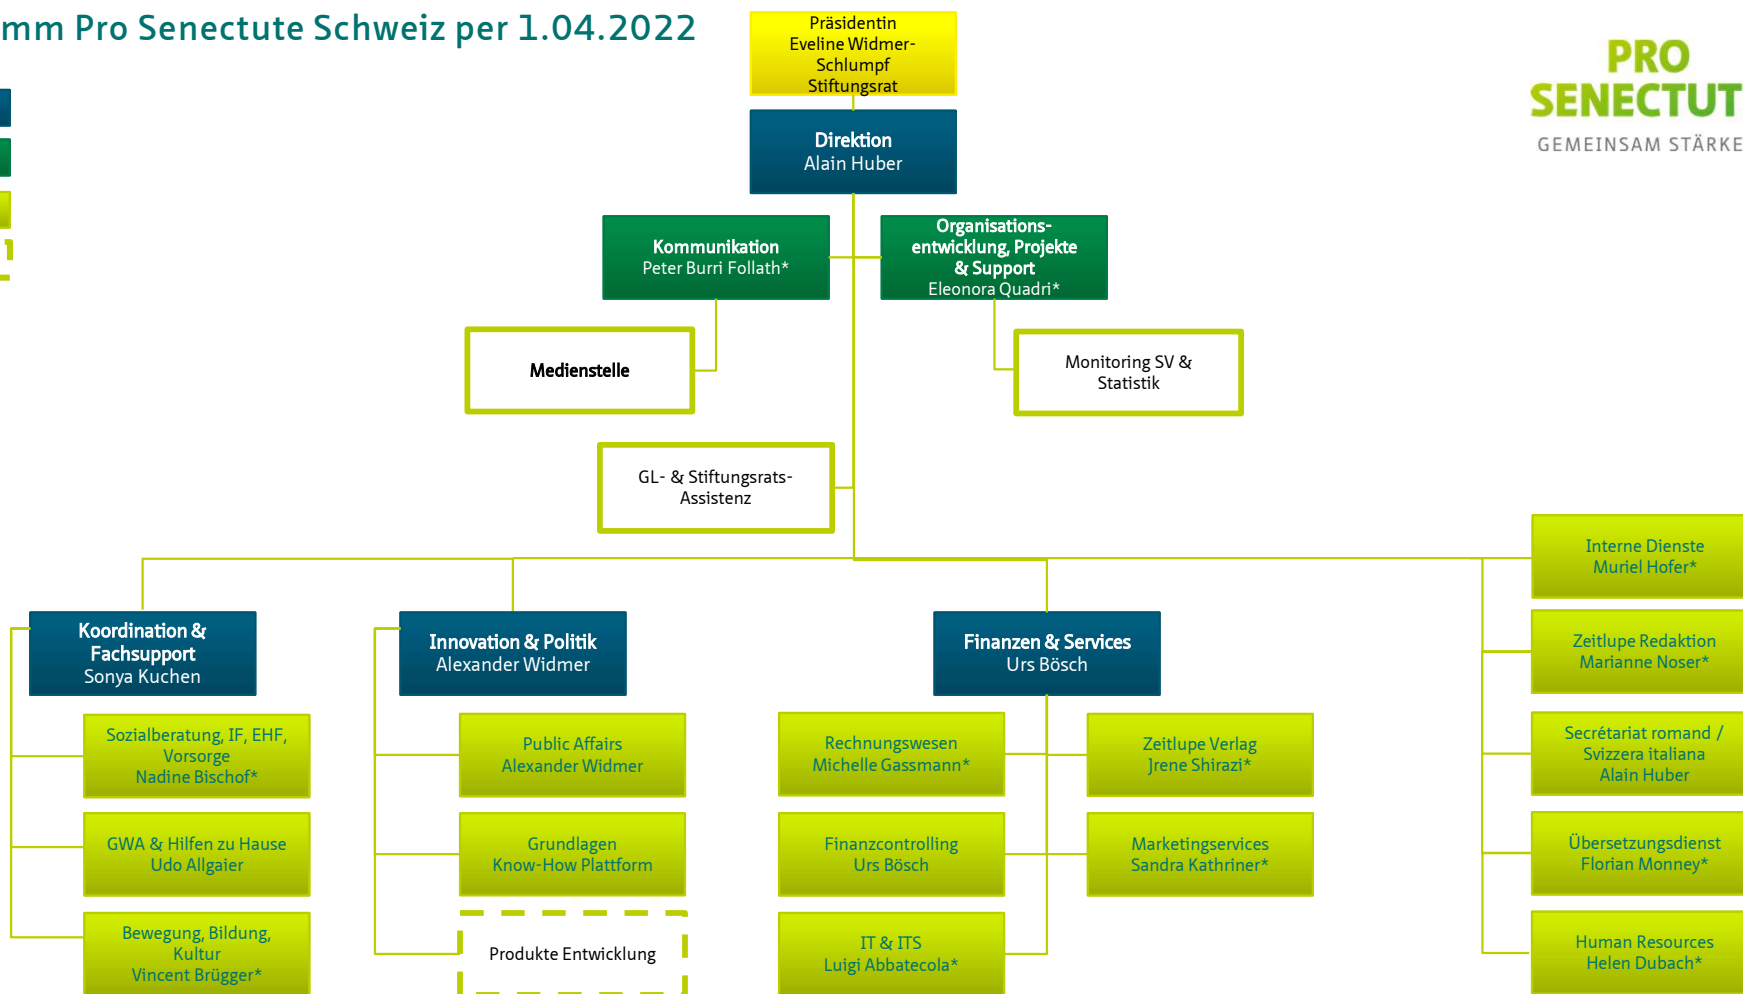 mm Pro Senectute Schweiz per 1.04.2022
Präsidentin
Eveline Widmer-
Schlumpf
Stiftungsrat
PRO
SENECTUT
GEMEINSAM STÄRKE
Direktion
Alain Huber
Kommunikation
Peter Burri Follath*
Organisations-
entwicklung, Projekte
& Support
Eleonora Quadri*
Medienstelle
Monitoring SV &
Statistik
GL- & Stiftungsrats-
Assistenz
Koordination &
Fachsupport
Sonya Kuchen
Sozialberatung, IF, EHF,
Vorsorge
Nadine Bischof*
GWA & Hilfen zu Hause
Udo Allgaier
Bewegung, Bildung,
Kultur
Vincent Brügger*
Innovation & Politik
Alexander Widmer
Public Affairs
Alexander Widmer
Grundlagen
Know-How Plattform
Produkte Entwicklung
Finanzen & Services
Urs Bösch
Rechnungswesen
Michelle Gassmann*
Finanzcontrolling
Urs Bösch
IT & ITS
Luigi Abbatecola*
Zeitlupe Verlag
Jrene Shirazi*
Marketingservices
Sandra Kathriner*
Interne Dienste
Muriel Hofer*
Zeitlupe Redaktion
Marianne Noser*
Secrétariat romand /
Svizzera italiana
Alain Huber
Übersetzungsdienst
Florian Monney*
Human Resources
Helen Dubach*